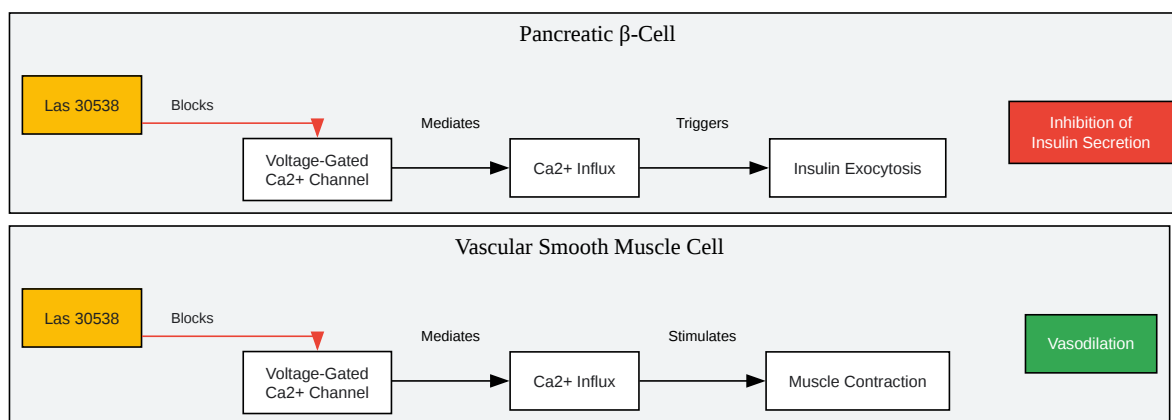 Pancreatic β-Cell
Las 30538
Blocks
Voltage-Gated
Ca2+ Channel
Mediates
Ca2+ Influx
Triggers
Insulin Exocytosis
Inhibition of
Insulin Secretion
Vascular Smooth Muscle Cell
Las 30538
Blocks
Voltage-Gated
Ca2+ Channel
Mediates
Ca2+ Influx
Stimulates
Muscle Contraction
Vasodilation